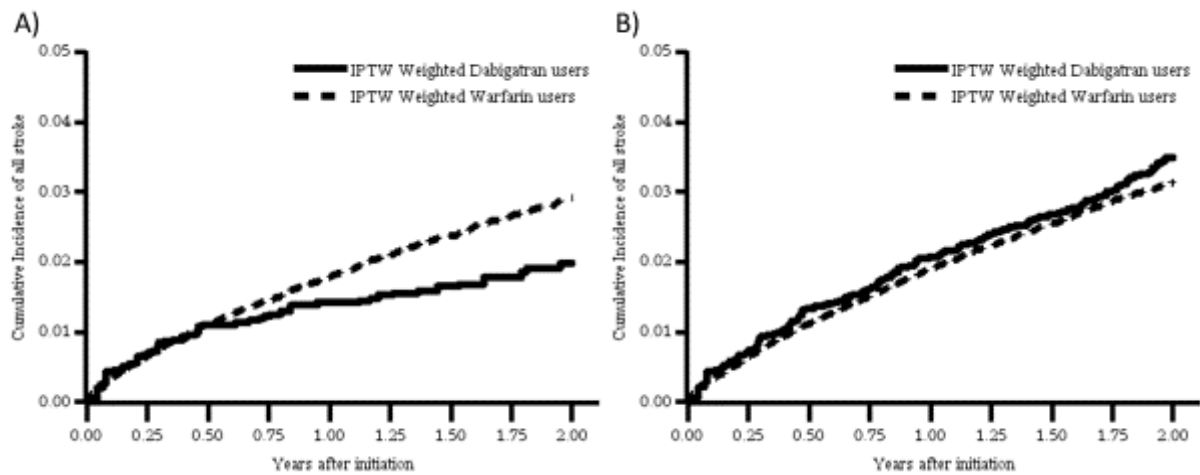 A)
Cumulative Incidence of all stroke
0.05
0.04
0.03
0.02
0.01
0.00
IPTW Weighted Dabigatran users
IPTW Weighted Warfarin users
0.00 0.25 0.50 0.75 1.00 1.25 1.50 1.75 2.00
Years after initiation
B)
Cumulative Incidence of all stroke
0.05
0.04
0.03
0.02
0.01
0.00
IPTW Weighted Dabigatran users
IPTW Weighted Warfarin users
0.00 0.25 0.50 0.75 1.00 1.25 1.50 1.75 2.00
Years after initiation